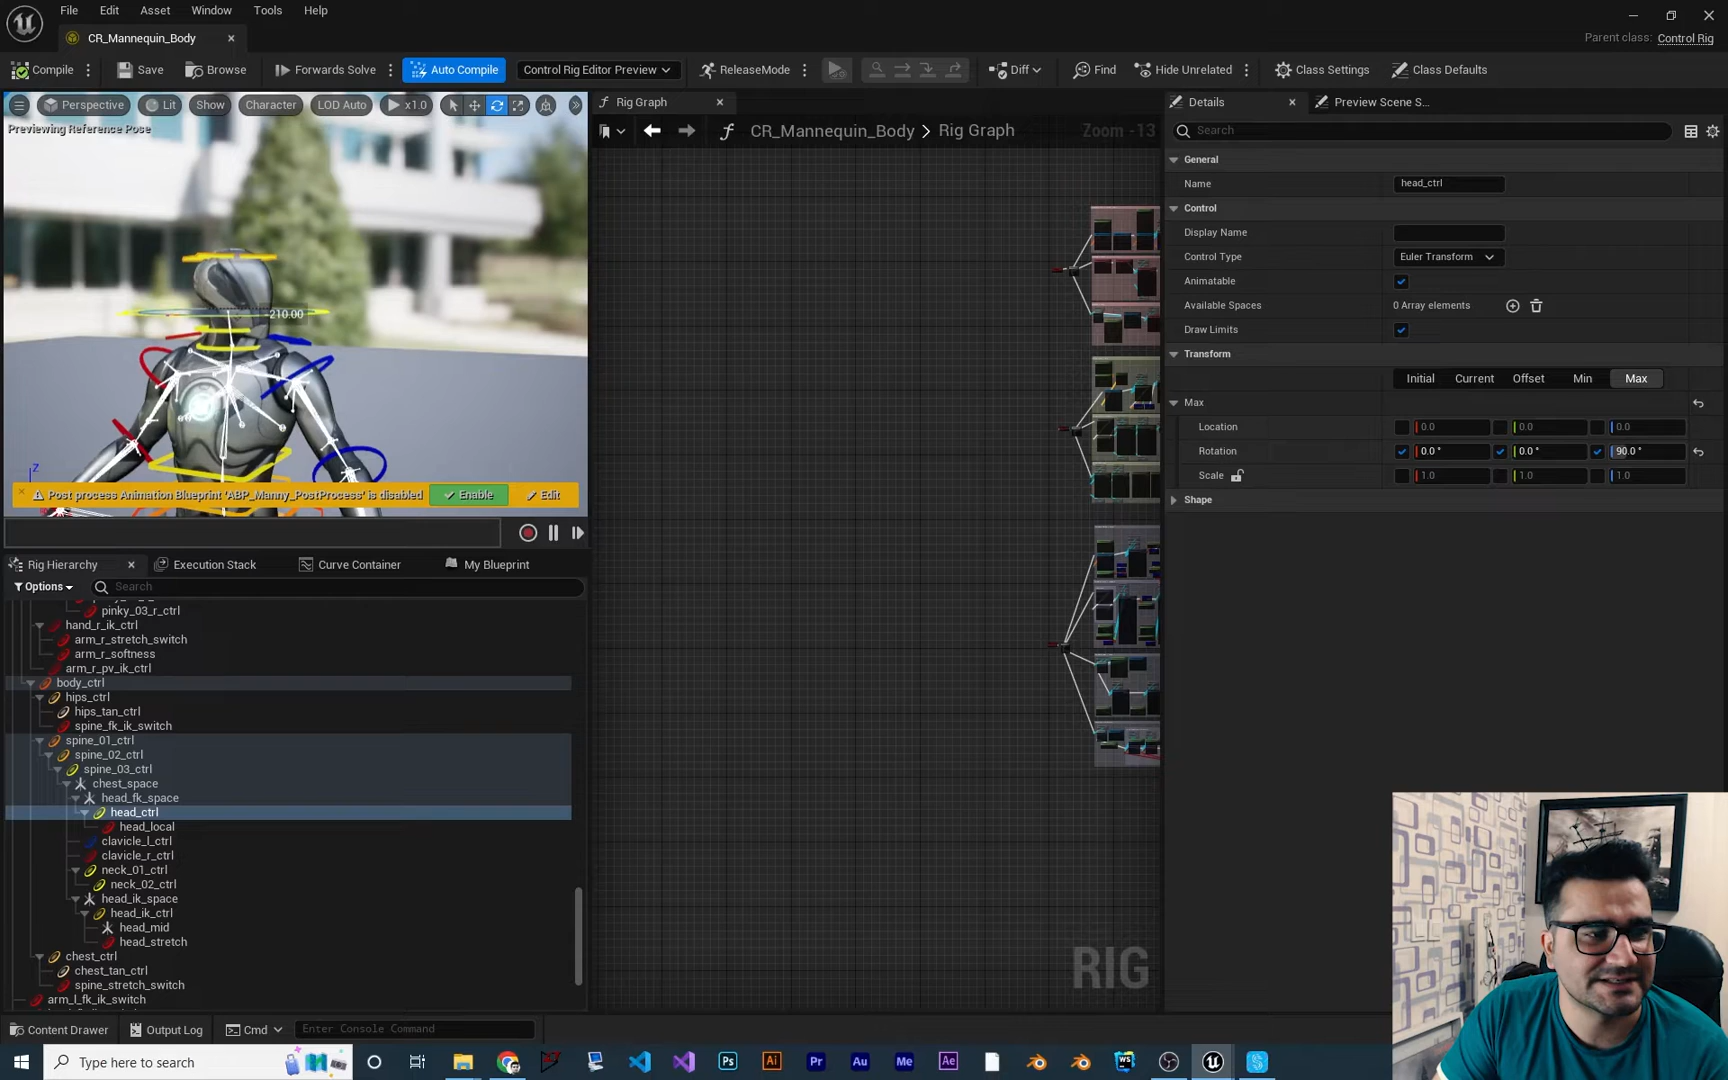 File Edit Asset Window Tools Help
CR_Mannequin_Body
Parent class: Control Rig
Compile Save Browse Forwards Solve Auto Compile Control Rig Editor Preview ReleaseMode Diff Find Hide Unrelated Class Settings Class Defaults
Perspective Lit Show Character LOD Auto x1.0
Previewing Reference Pose
-210.00
Z
Post process Animation Blueprint 'ABP_Manny_PostProcess' is disabled Enable Edit
Rig Graph
CR_Mannequin_Body > Rig Graph Zoom -13
RIG
Details Preview Scene S...
Search
General
Name head_ctrl
Control
Display Name
Control Type Euler Transform
Animatable
Available Spaces 0 Array elements
Draw Limits
Transform
Initial Current Offset Min Max
Max
Location 0.0 0.0 0.0
Rotation 0.0 ° 0.0 ° 90.0 °
Scale 1.0 1.0 1.0
Shape
Rig Hierarchy Execution Stack Curve Container My Blueprint
Options Search
pinky_03_r_ctrl
hand_r_ik_ctrl
arm_r_stretch_switch
arm_r_softness
arm_r_pv_ik_ctrl
body_ctrl
hips_ctrl
hips_tan_ctrl
spine_fk_ik_switch
spine_01_ctrl
spine_02_ctrl
spine_03_ctrl
chest_space
head_fk_space
head_ctrl
head_local
clavicle_l_ctrl
clavicle_r_ctrl
neck_01_ctrl
neck_02_ctrl
head_ik_space
head_ik_ctrl
head_mid
head_stretch
chest_ctrl
chest_tan_ctrl
spine_stretch_switch
arm_l_fk_ik_switch
Content Drawer Output Log Cmd Enter Console Command
Type here to search
Ps Ai Pr Au Me Ae WS